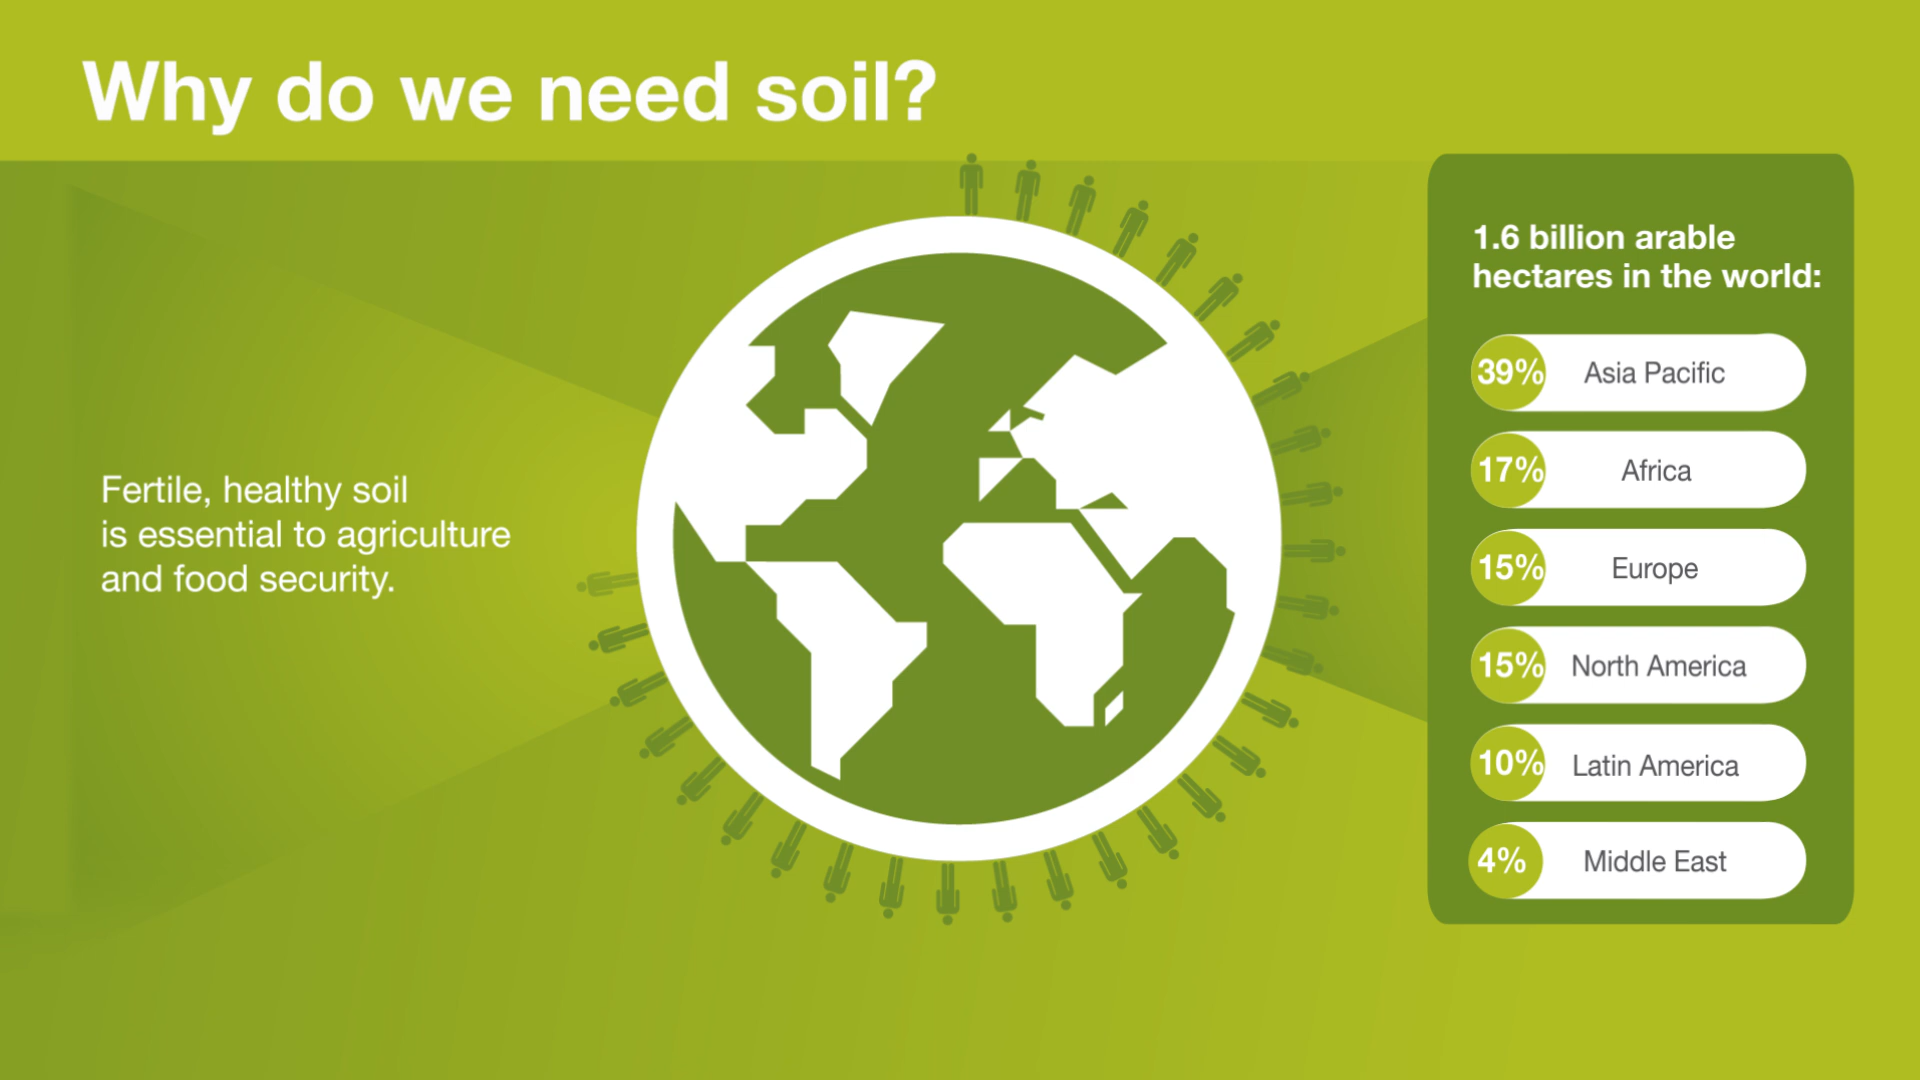 Why do we need soil?
Fertile, healthy soil
is essential to agriculture
and food security.
1.6 billion arable
hectares in the world:
39% Asia Pacific
17% Africa
15% Europe
15% North America
10% Latin America
4% Middle East